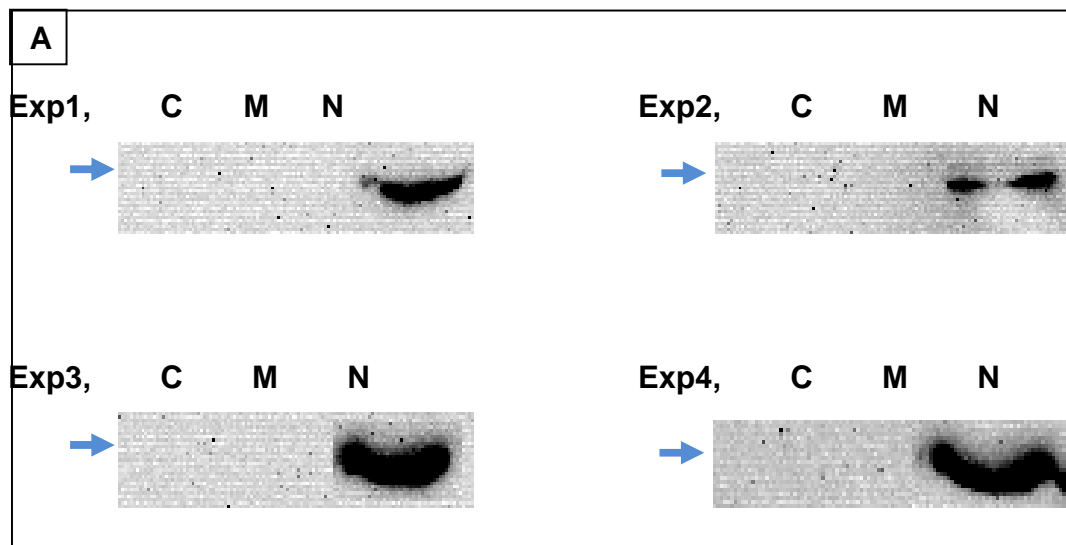 A
Exp1, C M N
Exp2, C M N
Exp3, C M N
Exp4, C M N